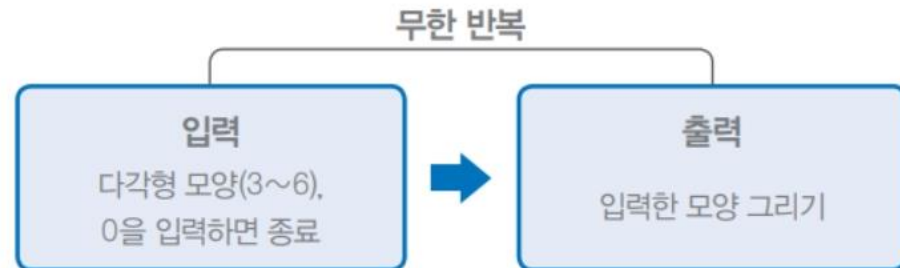 무한 반복
입력
다각형 모양(3~6),
0을 입력하면 종료
출력
입력한 모양 그리기